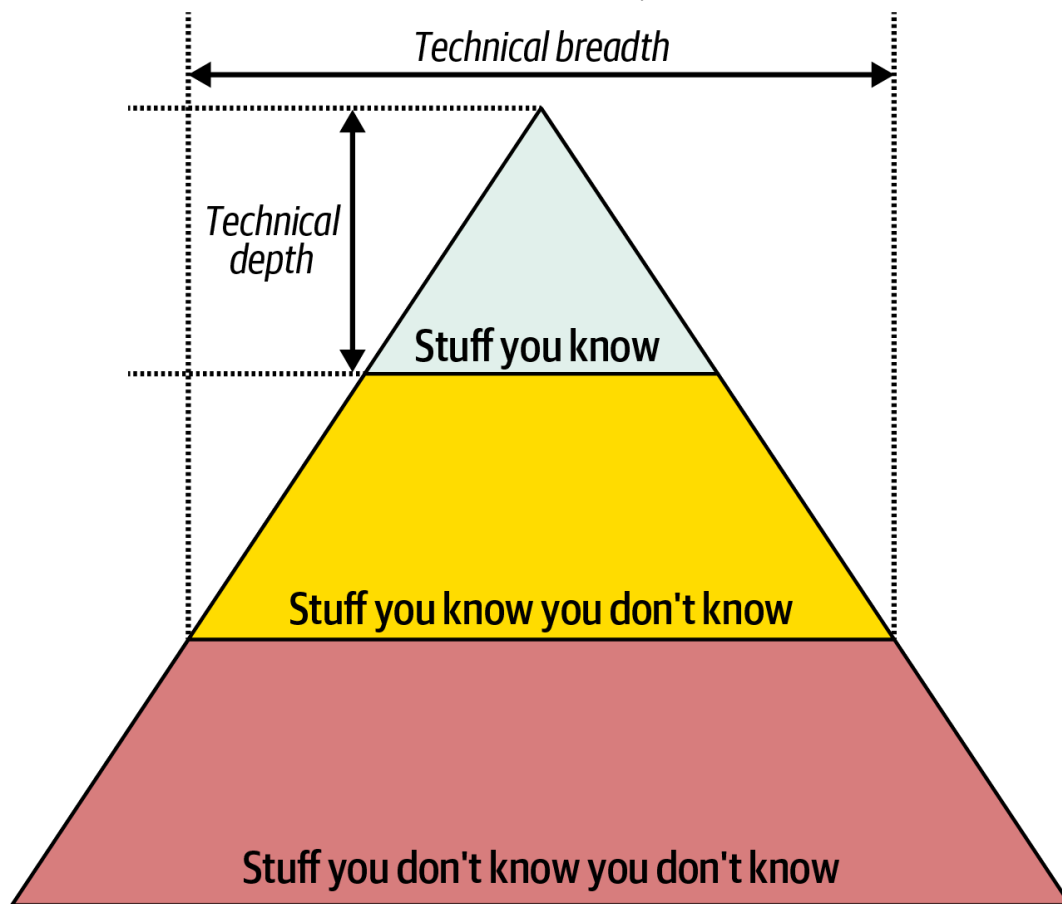 Technical breadth
Technical
depth
Stuff you know
Stuff you know you don't know
Stuff you don't know you don't know